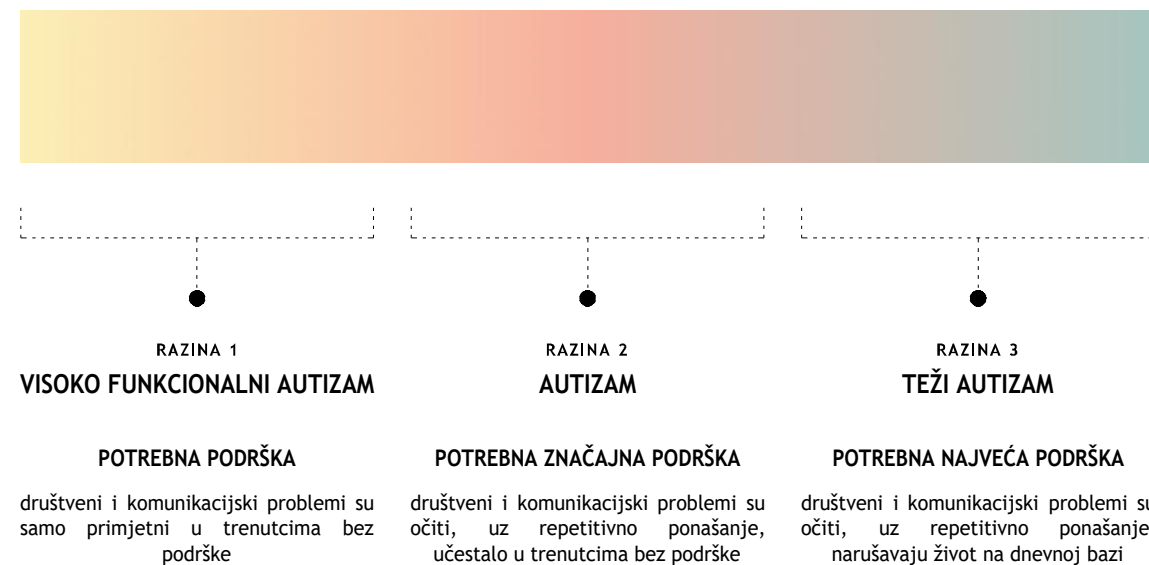 RAZINA 1
VISOKO FUNKCIONALNI AUTIZAM
POTREBNA PODRŠKA
društveni i komunikacijski problemi su
samo primjetni u trenutcima bez
podrške
RAZINA 2
AUTIZAM
POTREBNA ZNAČAJNA PODRŠKA
društveni i komunikacijski problemi su
očiti, uz repetitivno ponašanje,
učestalo u trenutcima bez podrške
RAZINA 3
TEŽI AUTIZAM
POTREBNA NAJVEĆA PODRŠKA
društveni i komunikacijski problemi su
očiti, uz repetitivno ponašanje
narušavaju život na dnevnoj bazi